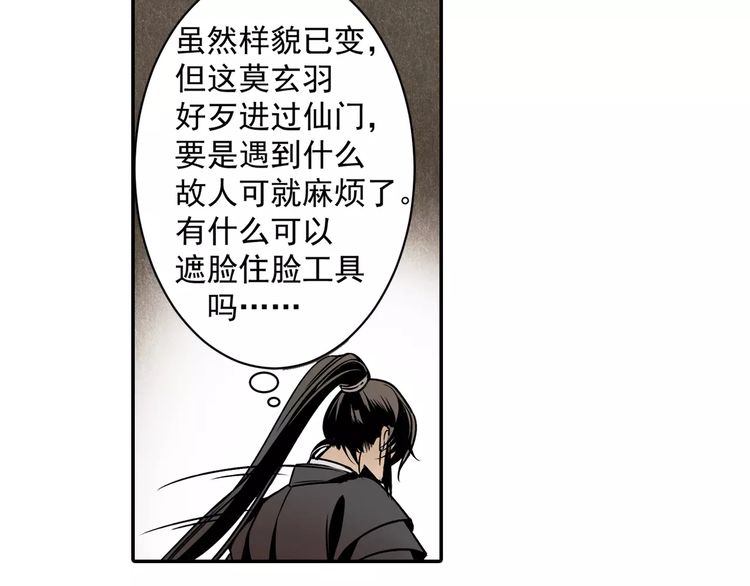 虽然样貌已变，
但这莫玄羽
好歹进过仙门，
要是遇到什么
故人可就麻烦了。
有什么可以
遮脸住脸工具
吗……